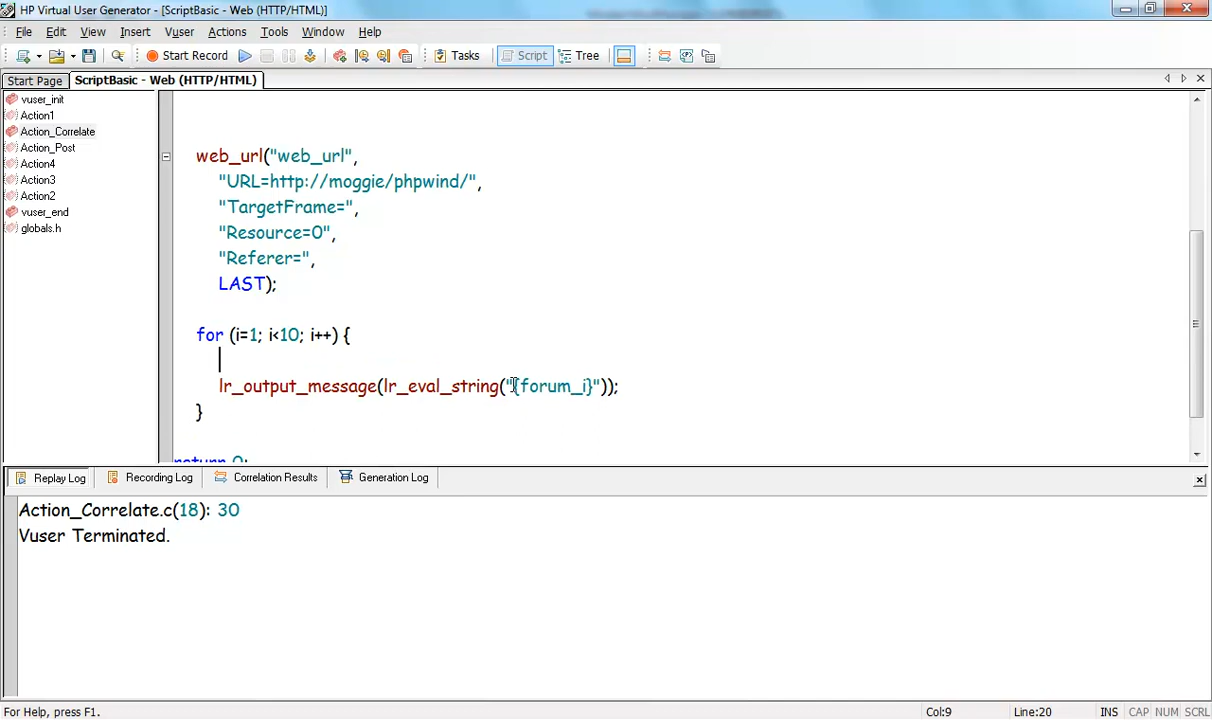 HP Virtual User Generator - [ScriptBasic - Web (HTTP/HTML)]
File Edit View Insert Vuser Actions Tools Window Help
Start Record Tasks Script Tree
Start Page ScriptBasic - Web (HTTP/HTML)
vuser_init
Action1
Action_Correlate
Action_Post
Action4
Action3
Action2
vuser_end
globals.h
web_url("web_url",
"URL=http://moggie/phpwind/",
"TargetFrame=",
"Resource=0",
"Referer=",
LAST);
for (i=1; i<10; i++) {
lr_output_message(lr_eval_string("{forum_i}"));
}
return 0;
Replay Log Recording Log Correlation Results Generation Log
Action_Correlate.c(18): 30
Vuser Terminated.
For Help, press F1. Col:9 Line:20 INS CAP NUM SCRL